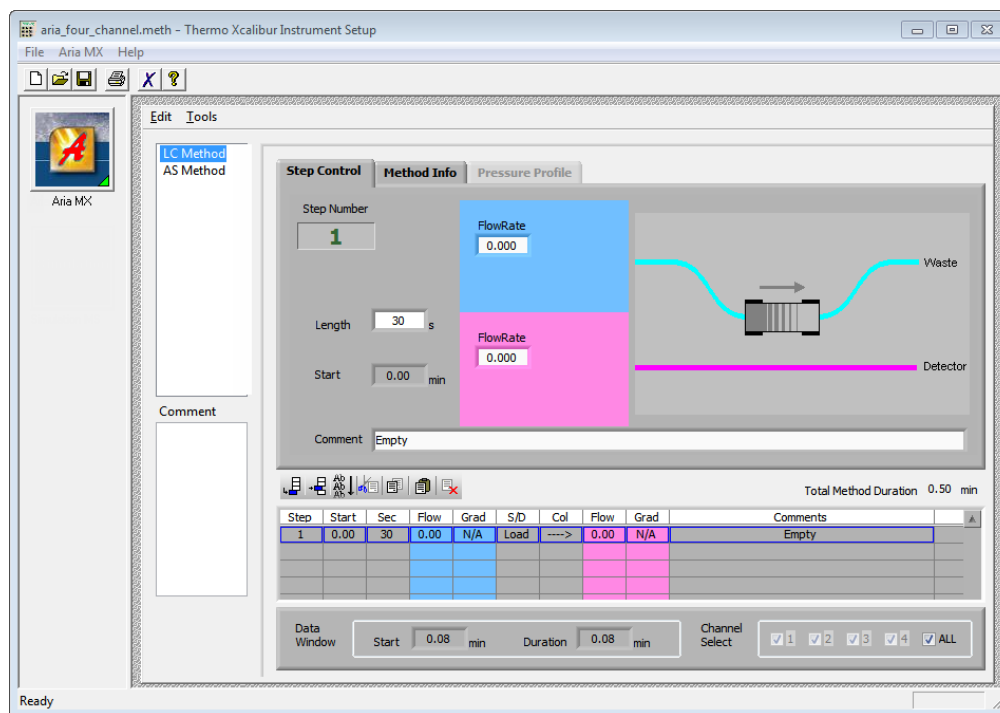 aria_four_channel.meth - Thermo Xcalibur Instrument Setup
File Aria MX Help
Edit Tools
Aria MX
LC Method
AS Method
Comment
Step Control Method Info Pressure Profile
Step Number
1
FlowRate
0.000
Waste
Length 30 s
FlowRate
0.000
Start 0.00 min
Detector
Comment Empty
Total Method Duration 0.50 min
Step Start Sec Flow Grad S/D Col Flow Grad Comments
1 0.00 30 0.00 N/A Load ----> 0.00 N/A Empty
Data Window Start 0.08 min Duration 0.08 min Channel Select 1 2 3 4 ALL
Ready